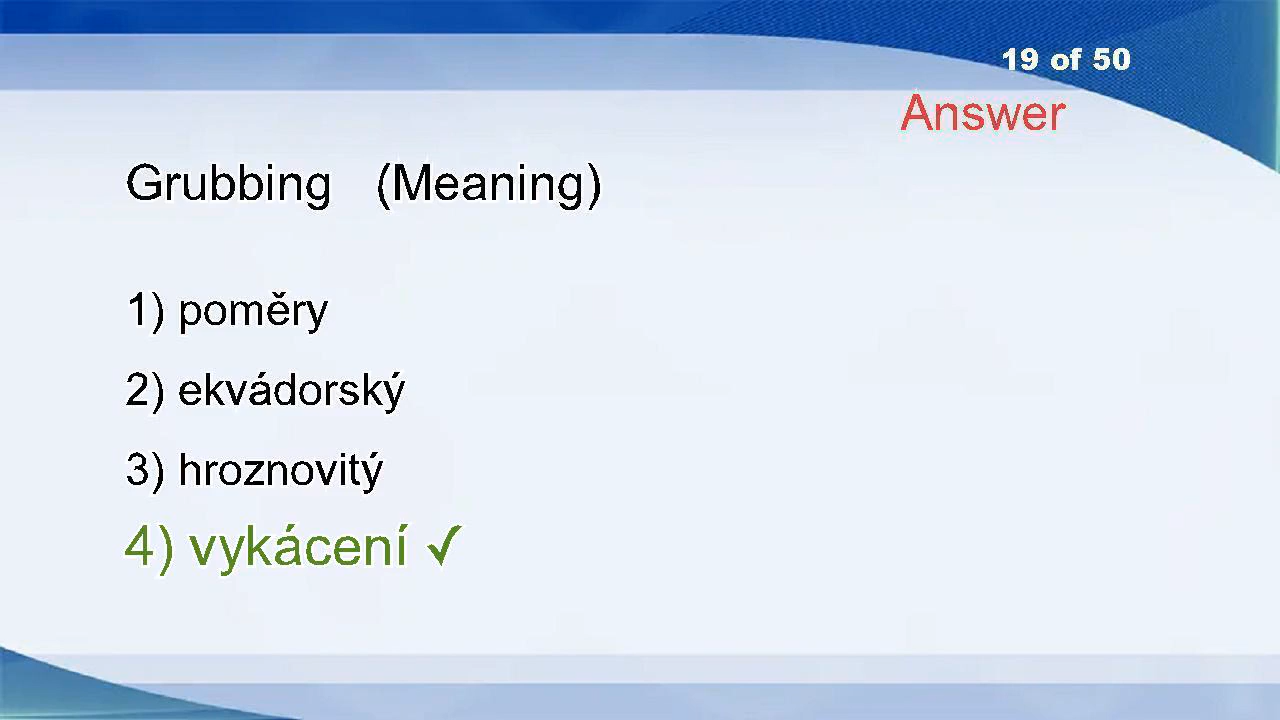 19 of 50
Answer
Grubbing (Meaning)
1) poměry
2) ekvádorský
3) hroznovitý
4) vykácení ✓